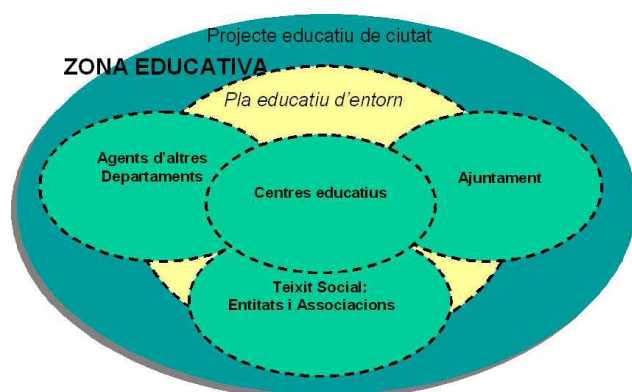 Projecte educatiu de ciutat
ZONA EDUCATIVA
Pla educatiu d'entorn
Agents d'altres
Departaments
Centres educatius
Ajuntament
Teixit Social:
Entitats i Associacions